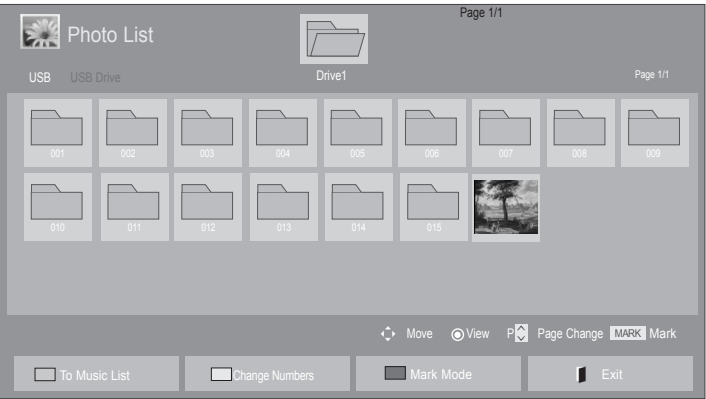 Page 1/1
Photo List
Drive1
USB USB Drive
Page 1/1
001 002 003 004 005 006 007 008 009
010 011 012 013 014 015
Move View P Page Change MARK Mark
To Music List Change Numbers Mark Mode Exit